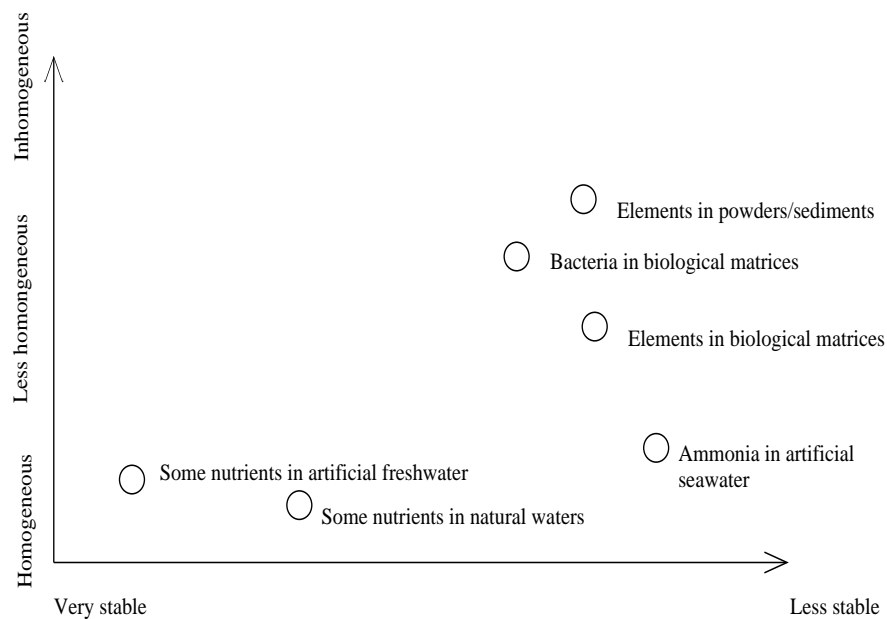 Inhomogeneous
Less homongeneous
Homogeneous
Elements in powders/sediments
Bacteria in biological matrices
Elements in biological matrices
Ammonia in artificial
seawater
Some nutrients in artificial freshwater
Some nutrients in natural waters
Very stable
Less stable